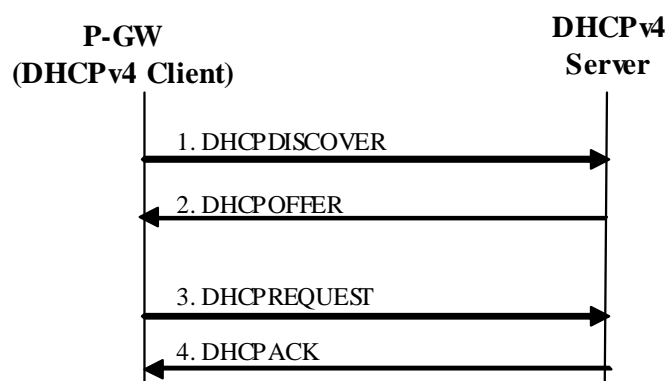 P-GW
(DHCPv4 Client)
DHCPv4
Server
1. DHCPDISCOVER
2. DHCPOFFER
3. DHCPREQUEST
4. DHCPACK